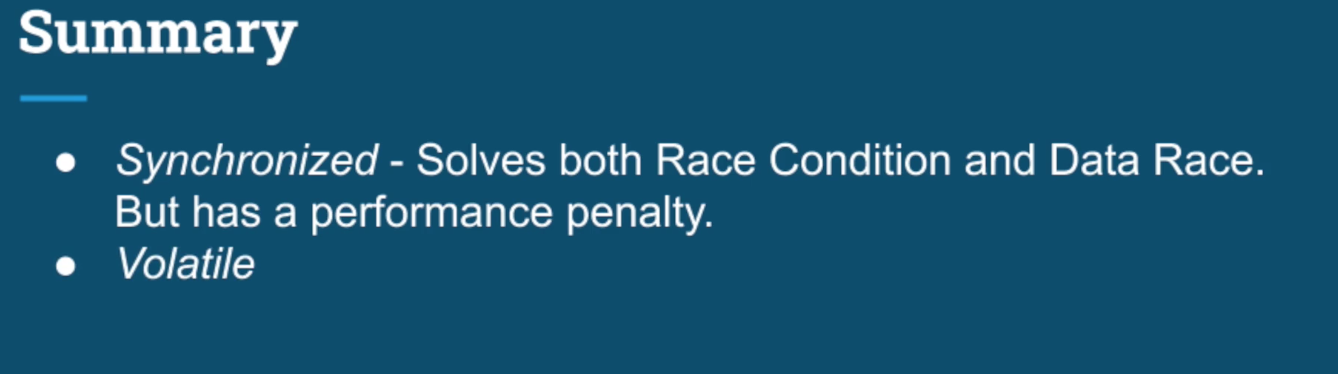 Summary
● Synchronized - Solves both Race Condition and Data Race.
But has a performance penalty.
● Volatile